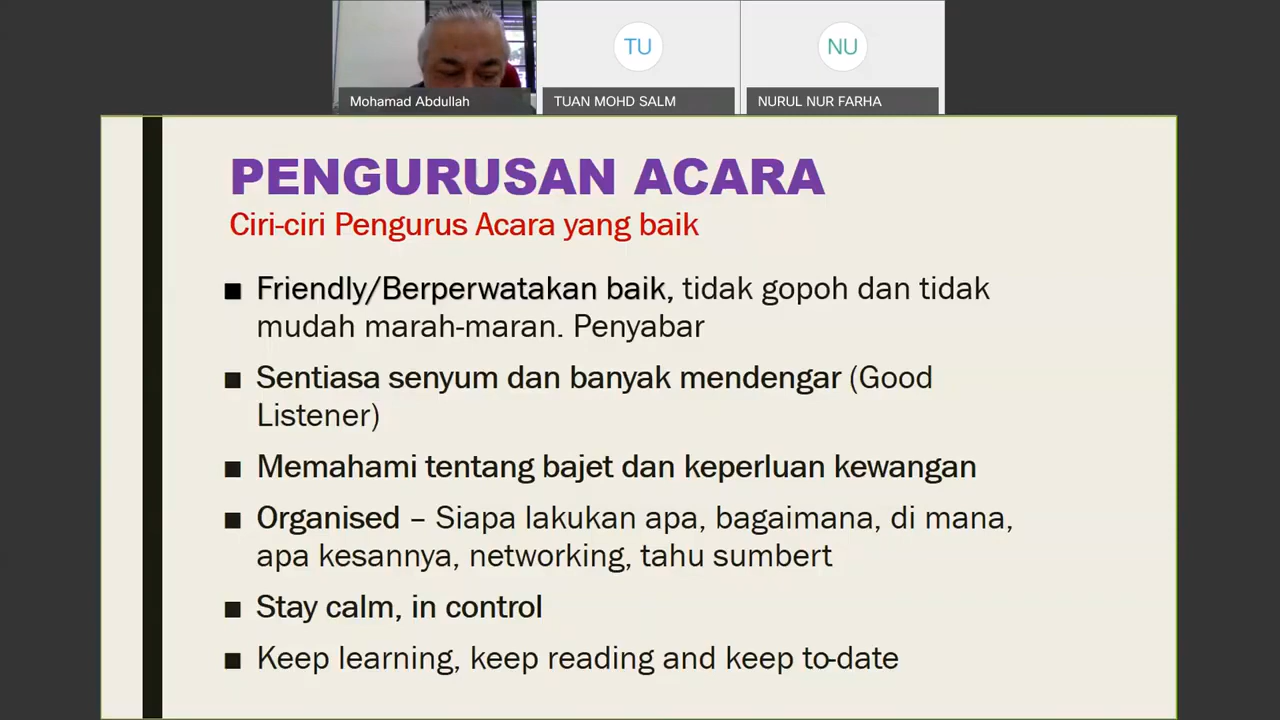 TU
NU
Mohamad Abdullah
TUAN MOHD SALM
NURUL NUR FARHA
PENGURUSAN ACARA
Ciri-ciri Pengurus Acara yang baik
■ Friendly/Berperwatakan baik, tidak gopoh dan tidak
mudah marah-maran. Penyabar
■ Sentiasa senyum dan banyak mendengar (Good
Listener)
■ Memahami tentang bajet dan keperluan kewangan
■ Organised – Siapa lakukan apa, bagaimana, di mana,
apa kesannya, networking, tahu sumbert
■ Stay calm, in control
■ Keep learning, keep reading and keep to-date